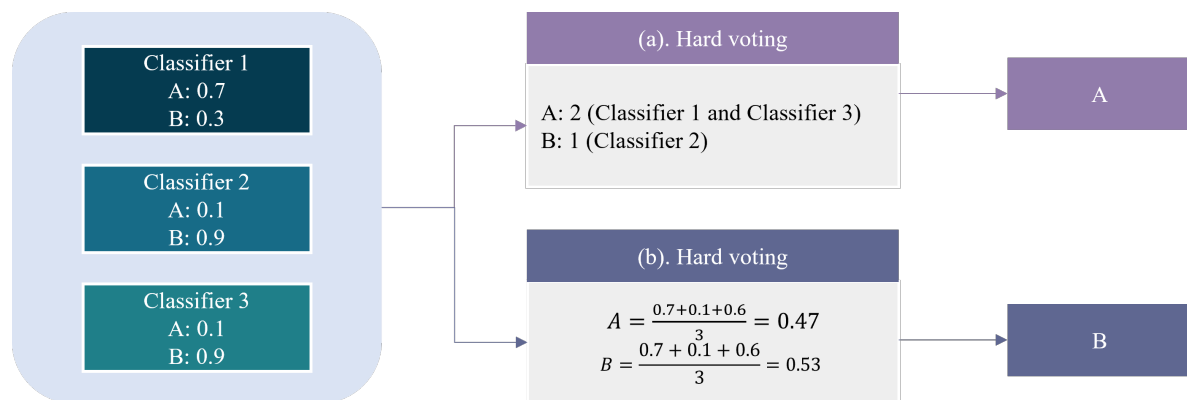 Classifier 1
A: 0.7
B: 0.3
Classifier 2
A: 0.1
B: 0.9
Classifier 3
A: 0.1
B: 0.9
(a). Hard voting
A: 2 (Classifier 1 and Classifier 3)
B: 1 (Classifier 2)
A
(b). Hard voting
A = (0.7+0.1+0.6)/3 = 0.47
B = (0.7 + 0.1 + 0.6)/3 = 0.53
B